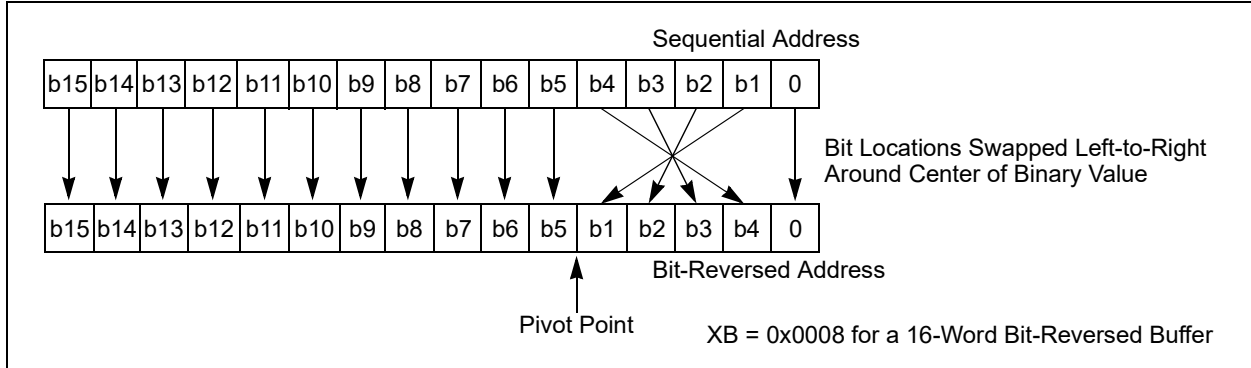 Sequential Address
b15 b14 b13 b12 b11 b10 b9 b8 b7 b6 b5 b4 b3 b2 b1 0
Bit Locations Swapped Left-to-Right
Around Center of Binary Value
b15 b14 b13 b12 b11 b10 b9 b8 b7 b6 b5 b1 b2 b3 b4 0
Bit-Reversed Address
Pivot Point
XB = 0x0008 for a 16-Word Bit-Reversed Buffer